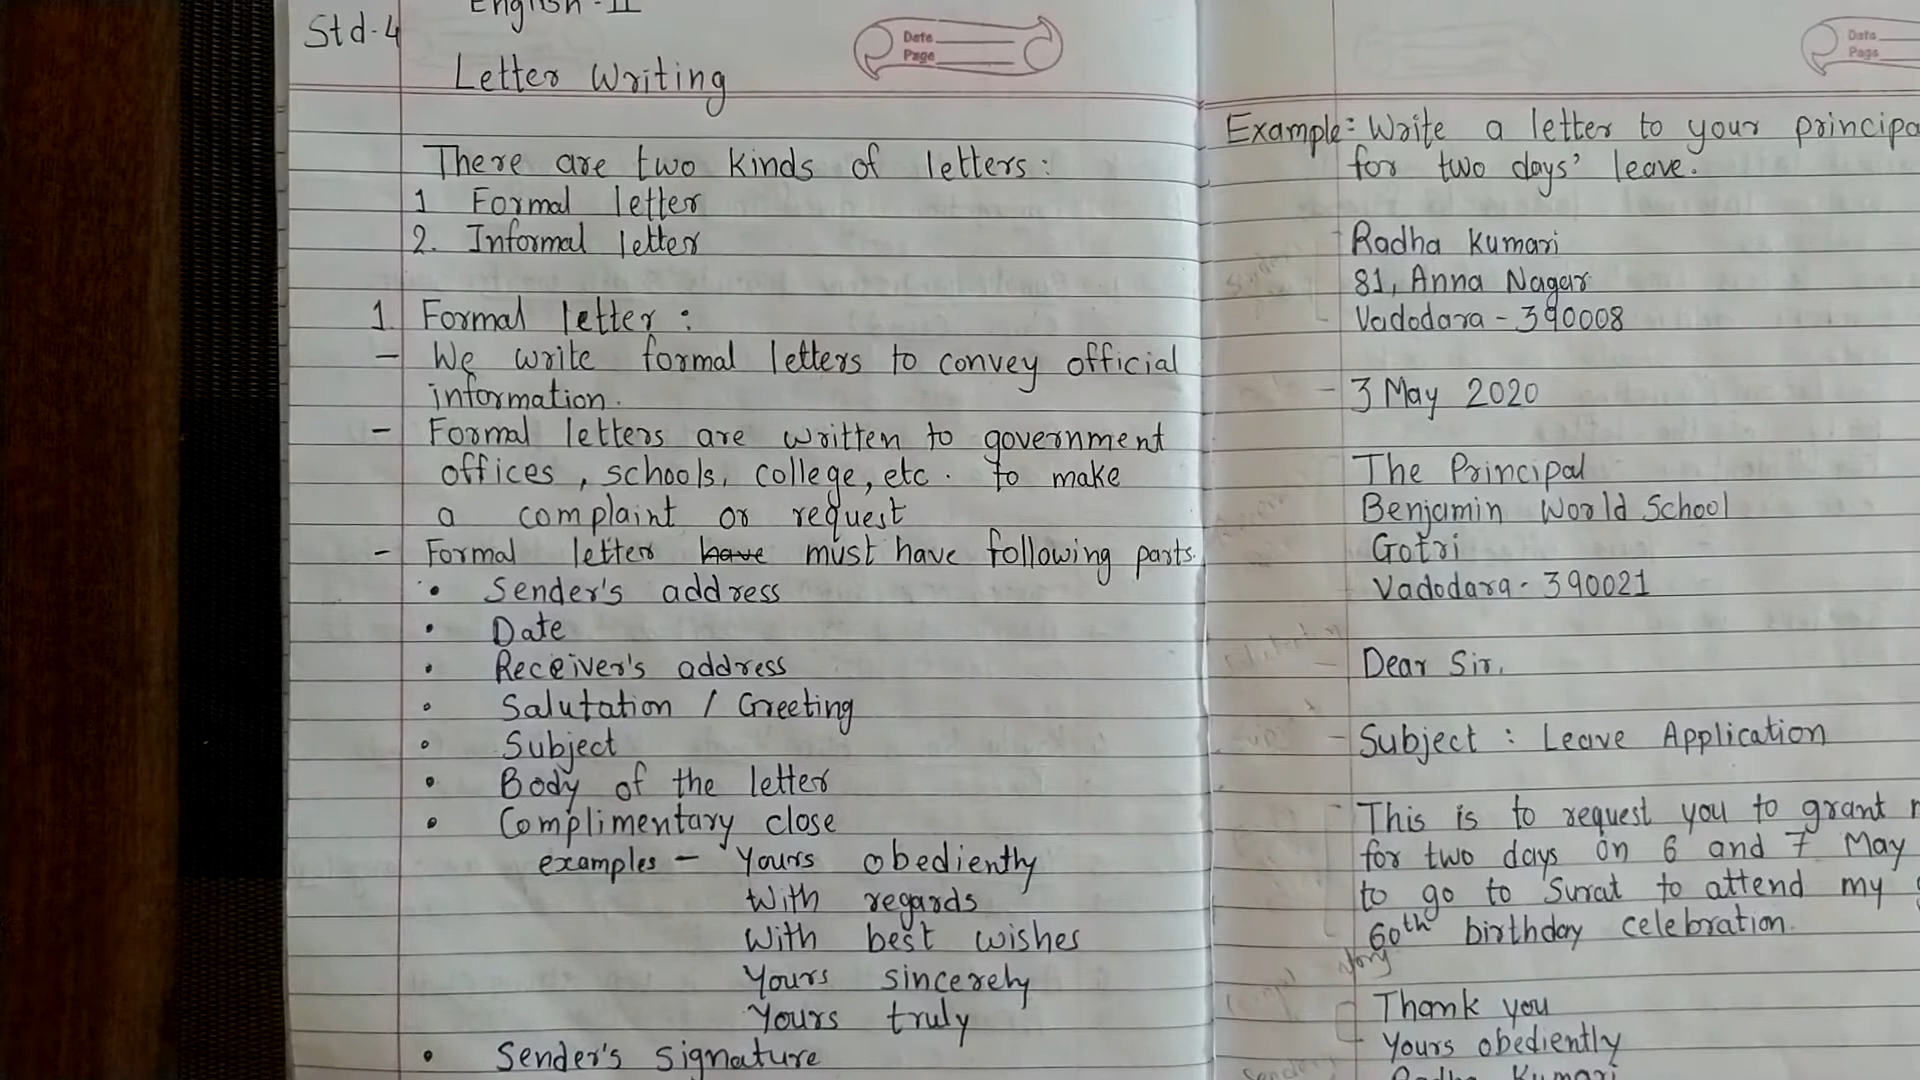 Std-4
English - II
Date
Page
Letter Writing
There are two kinds of letters :
1 Formal letter
2. Informal letter
1. Formal letter :
- We write formal letters to convey official
information.
- Formal letters are written to government
offices, schools, college, etc. to make
a complaint or request
- Formal letter have must have following parts.
• Sender's address
• Date
• Receiver's address
• Salutation / Greeting
• Subject
• Body of the letter
• Complimentary close
examples - Yours obediently
With regards
With best wishes
Yours sincerely
Yours truly
• Sender's signature
Date
Page
Example: Write a letter to your
for two days' leave.
Radha Kumari
81, Anna Nagar
Vadodara - 390008
- 3 May 2020
The Principal
Benjamin World School
Gotri
Vadodara - 390021
- Dear Sir,
- Subject : Leave Application
- This is to request you to grant
for two days on 6 and 7 May
to go to Surat to attend my
60th birthday celebration.
Thank you
Yours obediently
Radha Kumari